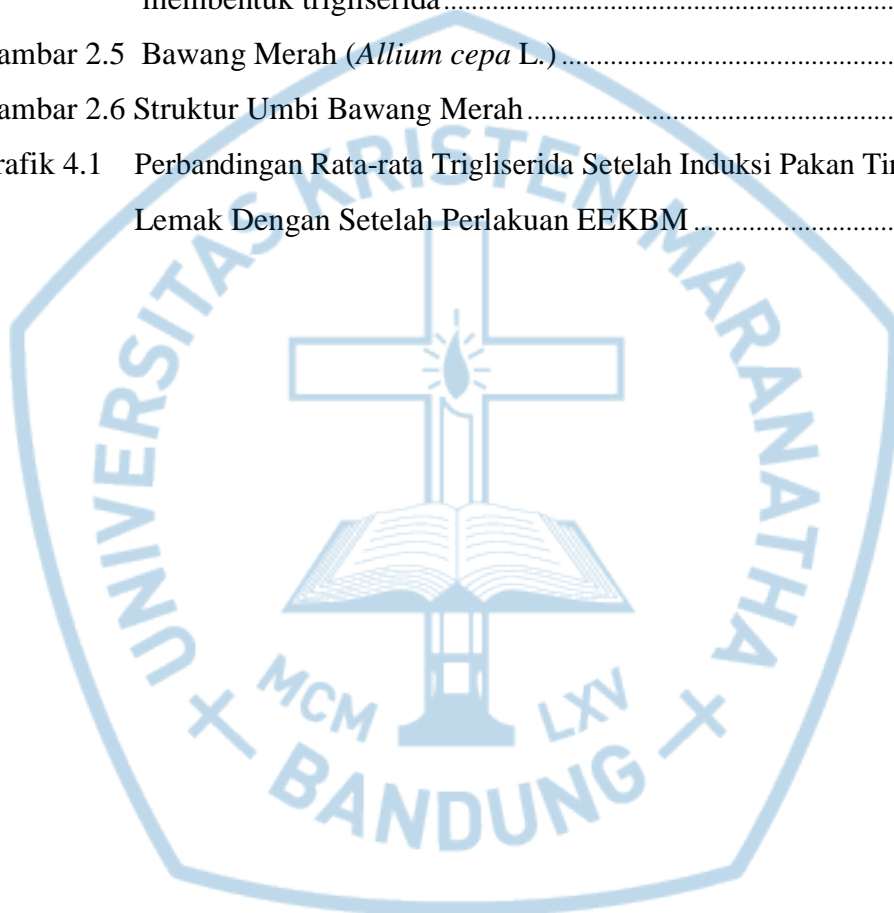 membentuk trigliserida
ambar 2.5 Bawang Merah (Allium cepa L.)
ambar 2.6 Struktur Umbi Bawang Merah
rafik 4.1 Perbandingan Rata-rata Trigliserida Setelah Induksi Pakan Tin
Lemak Dengan Setelah Perlakuan EEKBM
UNIVERSITAS KRISTEN MARANATHA
MCM LXV
BANDUNG